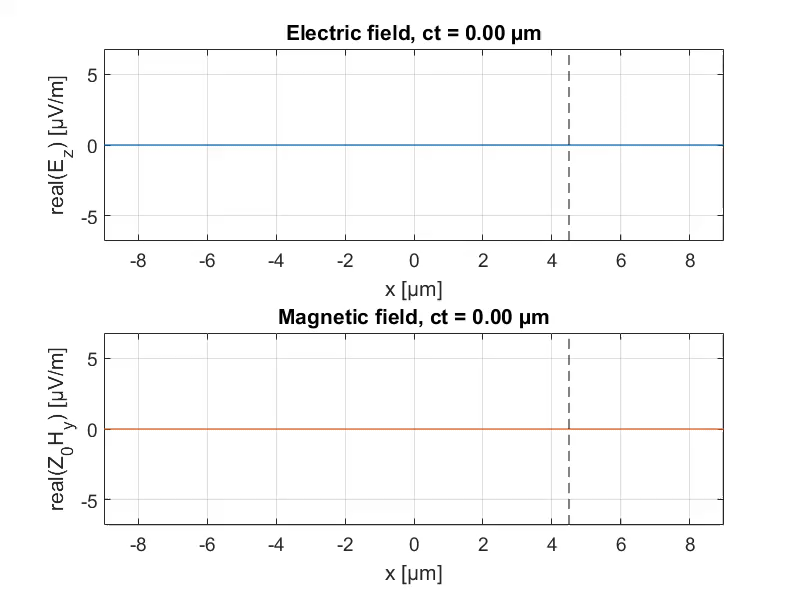 Electric field, ct = 0.00 µm
real(E_z) [µV/m]
5
0
-5
-8 -6 -4 -2 0 2 4 6 8
x [µm]
Magnetic field, ct = 0.00 µm
real(Z_0H_y) [µV/m]
5
0
-5
-8 -6 -4 -2 0 2 4 6 8
x [µm]